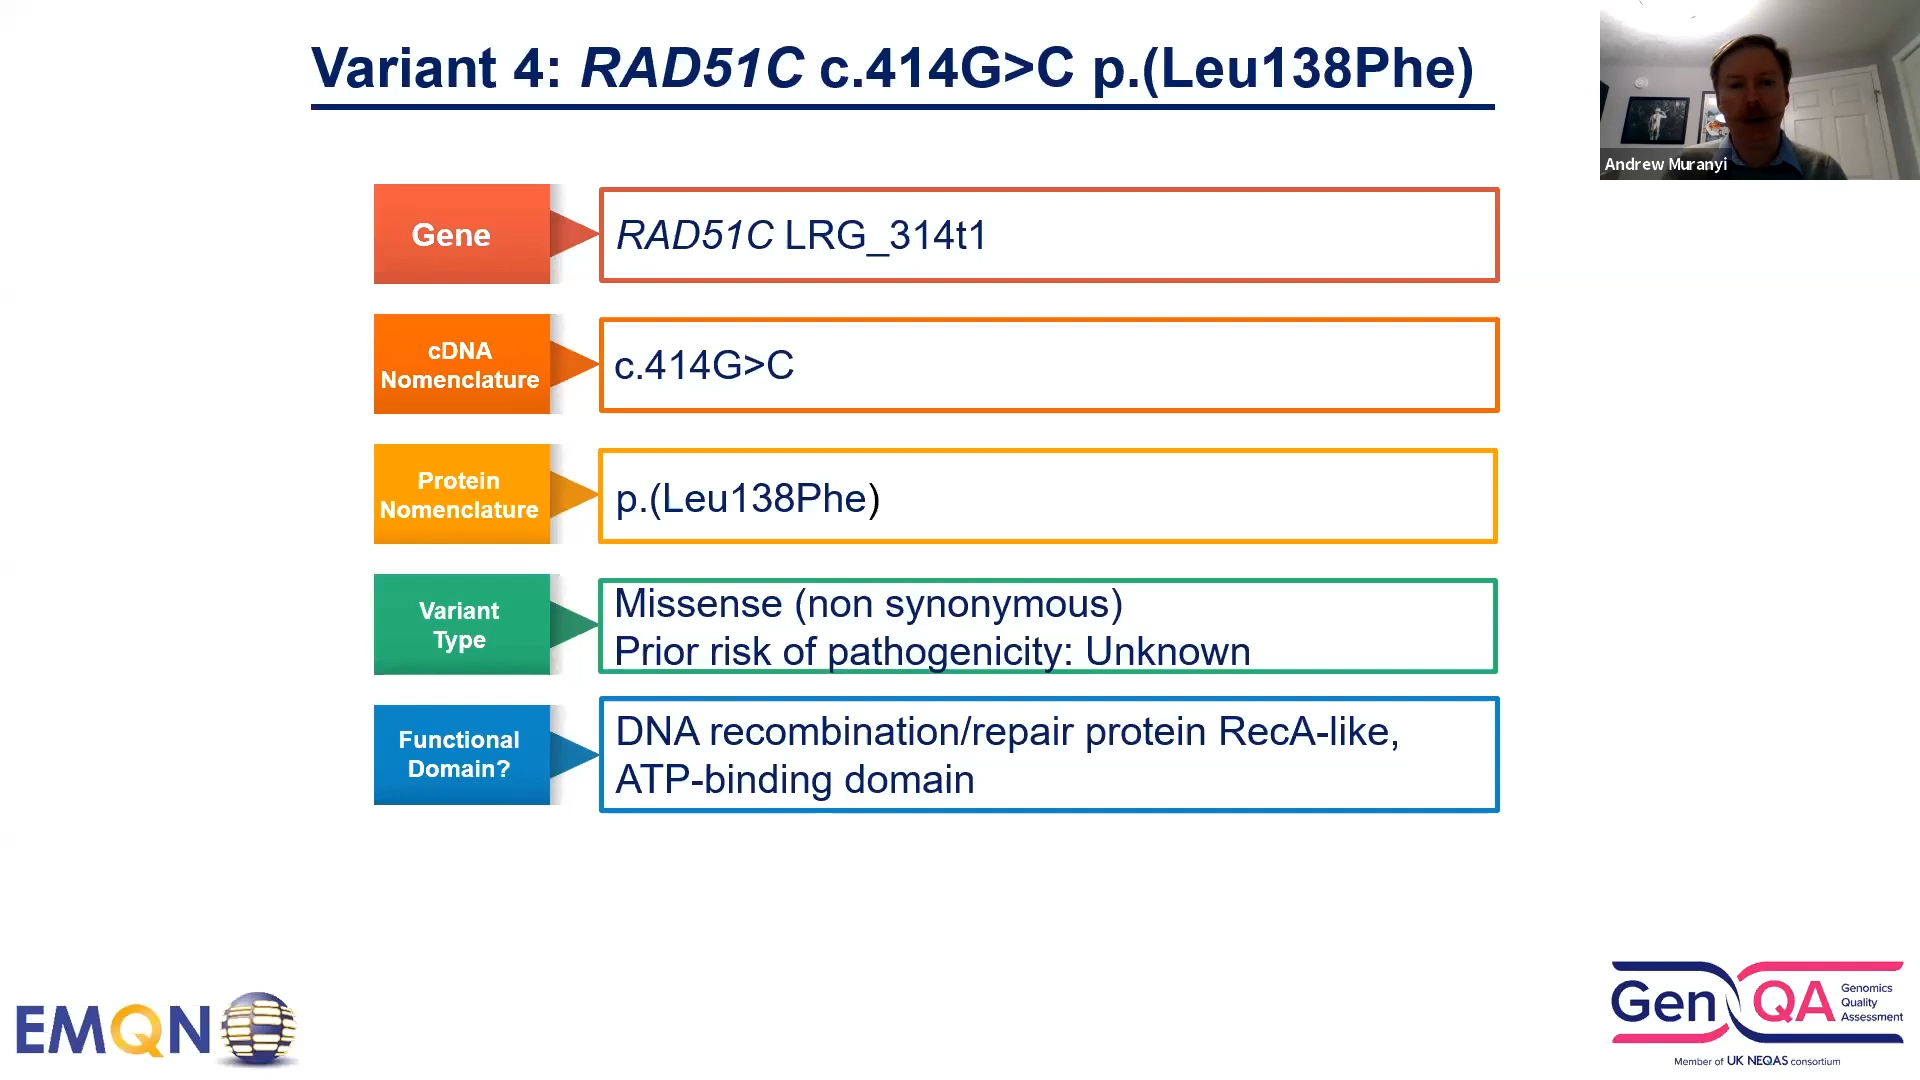 Variant 4: RAD51C c.414G>C p.(Leu138Phe)
Andrew Muranyi
Gene
RAD51C LRG_314t1
cDNA
Nomenclature
c.414G>C
Protein
Nomenclature
p.(Leu138Phe)
Variant
Type
Missense (non synonymous)
Prior risk of pathogenicity: Unknown
Functional
Domain?
DNA recombination/repair protein RecA-like,
ATP-binding domain
EMQN
GenQA
Genomics
Quality
Assessment
Member of UK NEQAS consortium